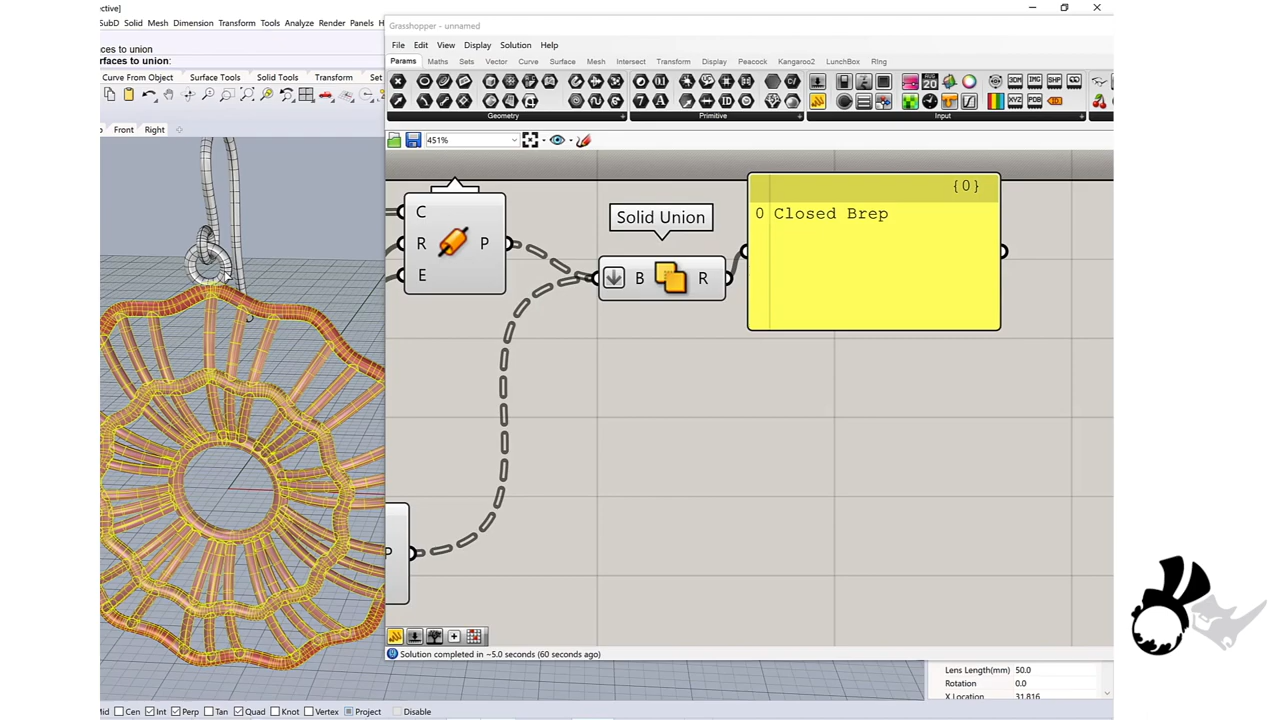 ective]
SubD Solid Mesh Dimension Transform Tools Analyze Render Panels H
ces to union
rfaces to union:
Curve From Object Surface Tools Solid Tools Transform Set
Front Right
Grasshopper - unnamed
File Edit View Display Solution Help
Params Maths Sets Vector Curve Surface Mesh Intersect Transform Display Peacock Kangaroo2 LunchBox RIng
Geometry Primitive Input
451%
C
R P
E
Solid Union
B R
{0}
0 Closed Brep
P
Solution completed in ~5.0 seconds (60 seconds ago)
Lens Length(mm) 50.0
Rotation 0.0
X Location 31.816
Mid Cen Int Perp Tan Quad Knot Vertex Project Disable